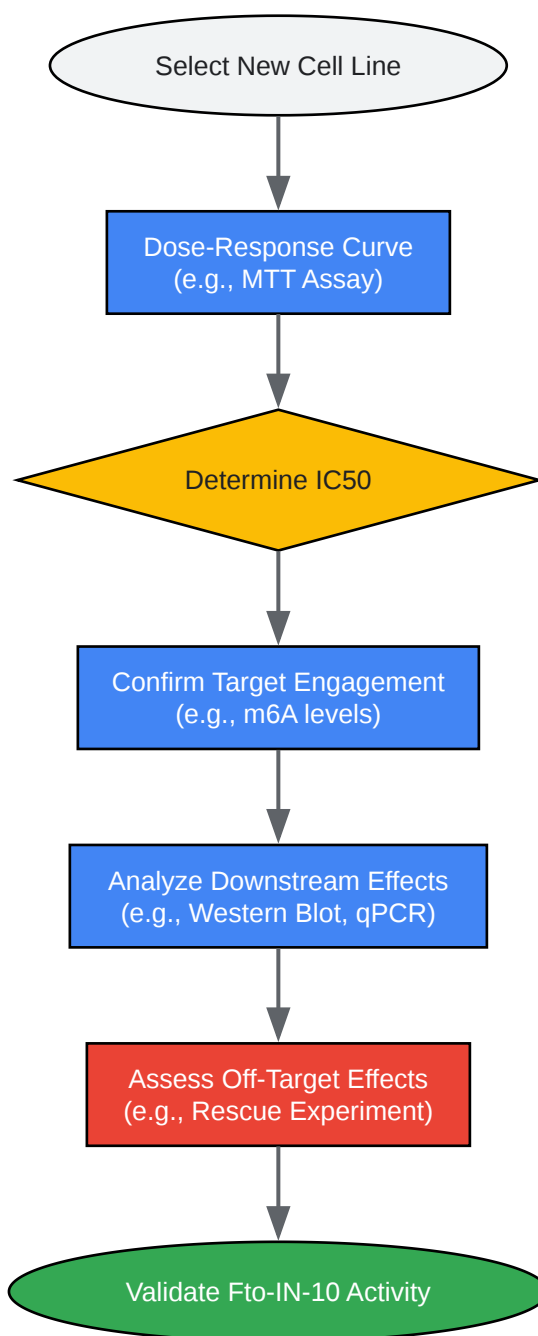 Select New Cell Line
Dose-Response Curve
(e.g., MTT Assay)
Determine IC50
Confirm Target Engagement
(e.g., m6A levels)
Analyze Downstream Effects
(e.g., Western Blot, qPCR)
Assess Off-Target Effects
(e.g., Rescue Experiment)
Validate Fto-IN-10 Activity